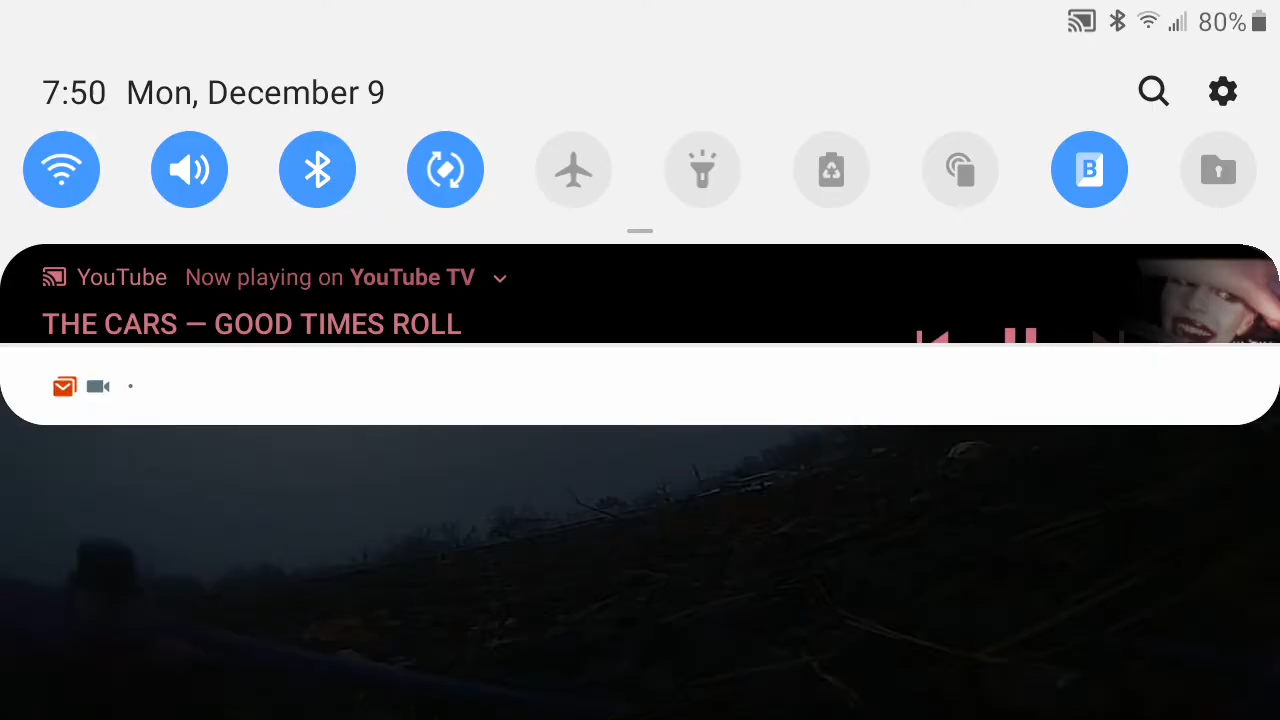 80%
7:50 Mon, December 9
B
YouTube Now playing on YouTube TV
THE CARS — GOOD TIMES ROLL